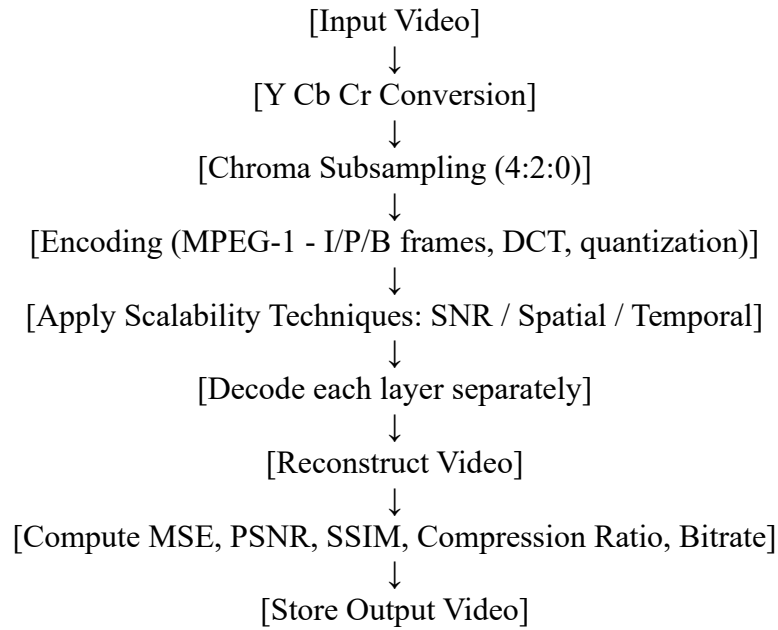 [Input Video]
↓
[Y Cb Cr Conversion]
↓
[Chroma Subsampling (4:2:0)]
↓
[Encoding (MPEG-1 - I/P/B frames, DCT, quantization)]
↓
[Apply Scalability Techniques: SNR / Spatial / Temporal]
↓
[Decode each layer separately]
↓
[Reconstruct Video]
↓
[Compute MSE, PSNR, SSIM, Compression Ratio, Bitrate]
↓
[Store Output Video]